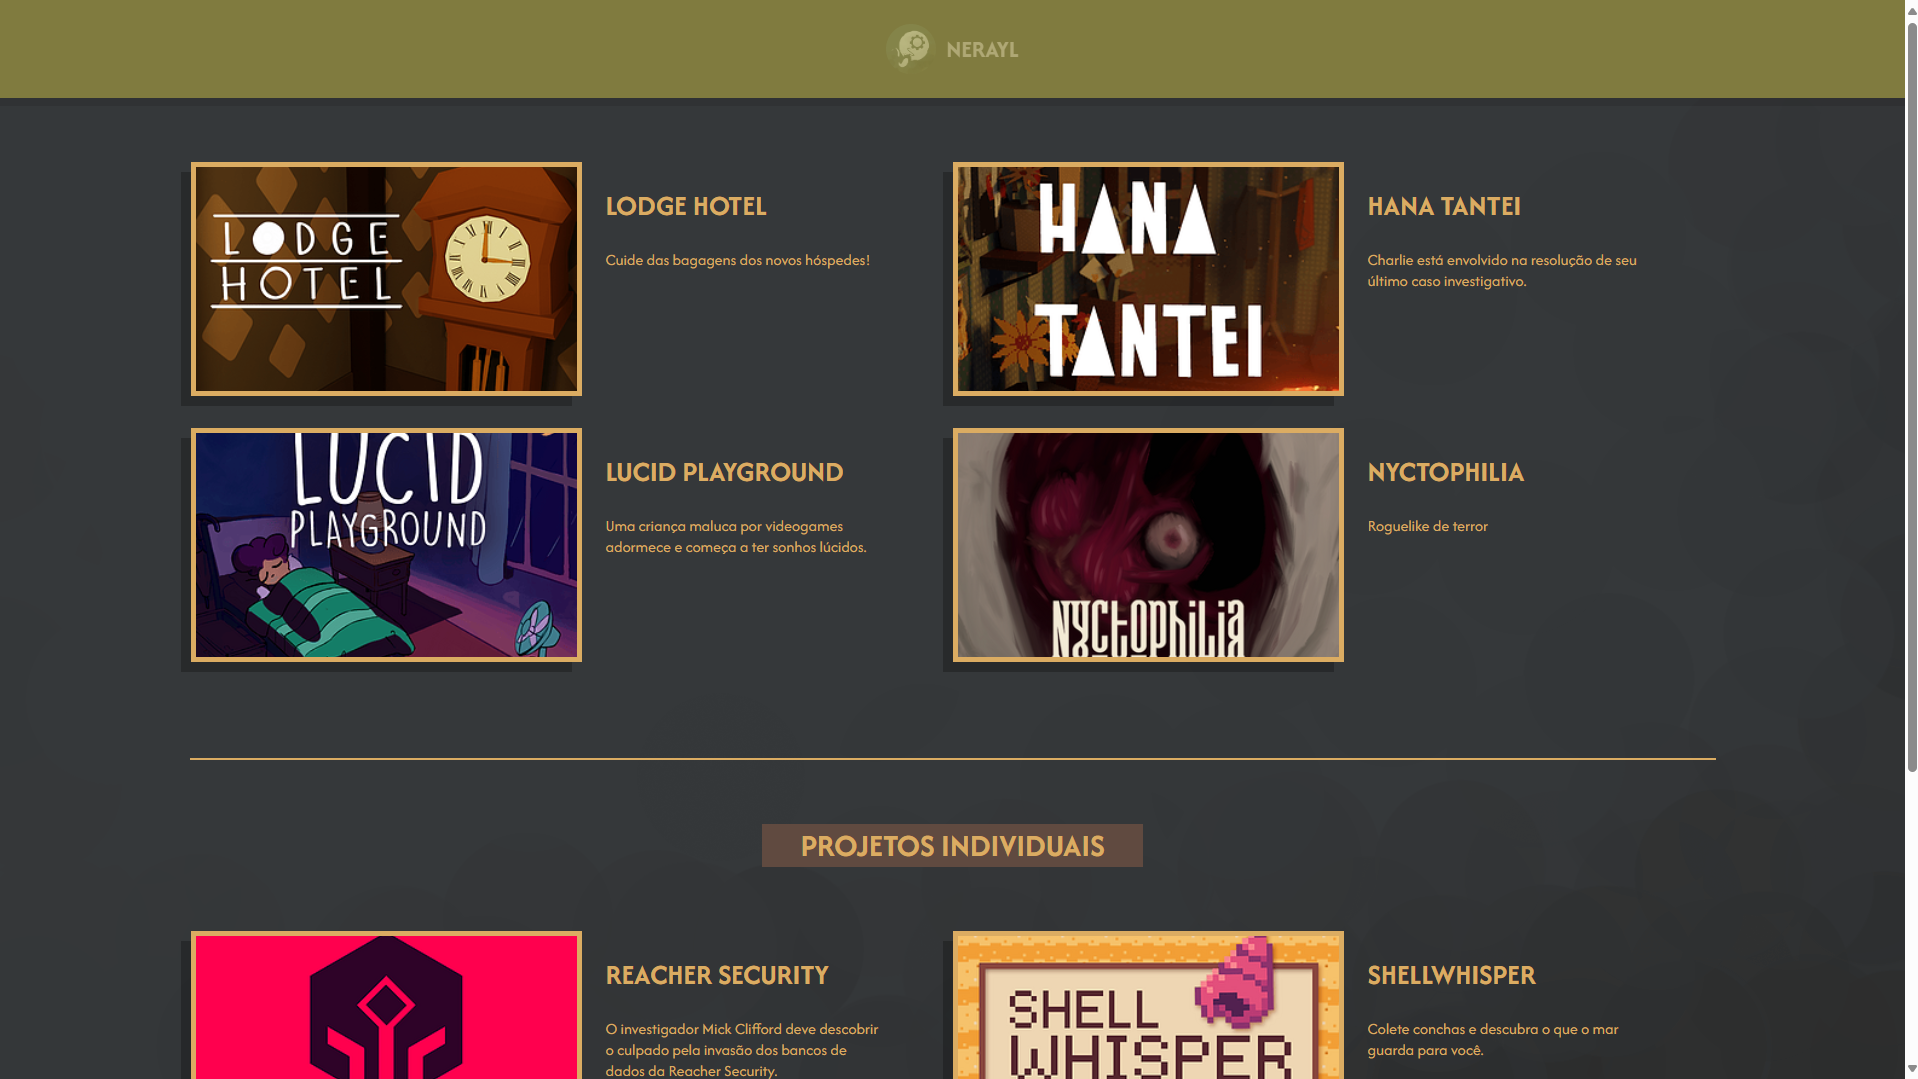 NERAYL
LODGE
HOTEL
LODGE HOTEL
Cuide das bagagens dos novos hóspedes!
HANA
TANTEI
HANA TANTEI
Charlie está envolvido na resolução de seu
último caso investigativo.
LUCID
PLAYGROUND
LUCID PLAYGROUND
Uma criança maluca por videogames
adormece e começa a ter sonhos lúcidos.
NYCTOPHILIA
NYCTOPHILIA
Roguelike de terror
PROJETOS INDIVIDUAIS
REACHER SECURITY
O investigador Mick Clifford deve descobrir
o culpado pela invasão dos bancos de
dados da Reacher Security.
SHELL
WHISPER
SHELLWHISPER
Colete conchas e descubra o que o mar
guarda para você.